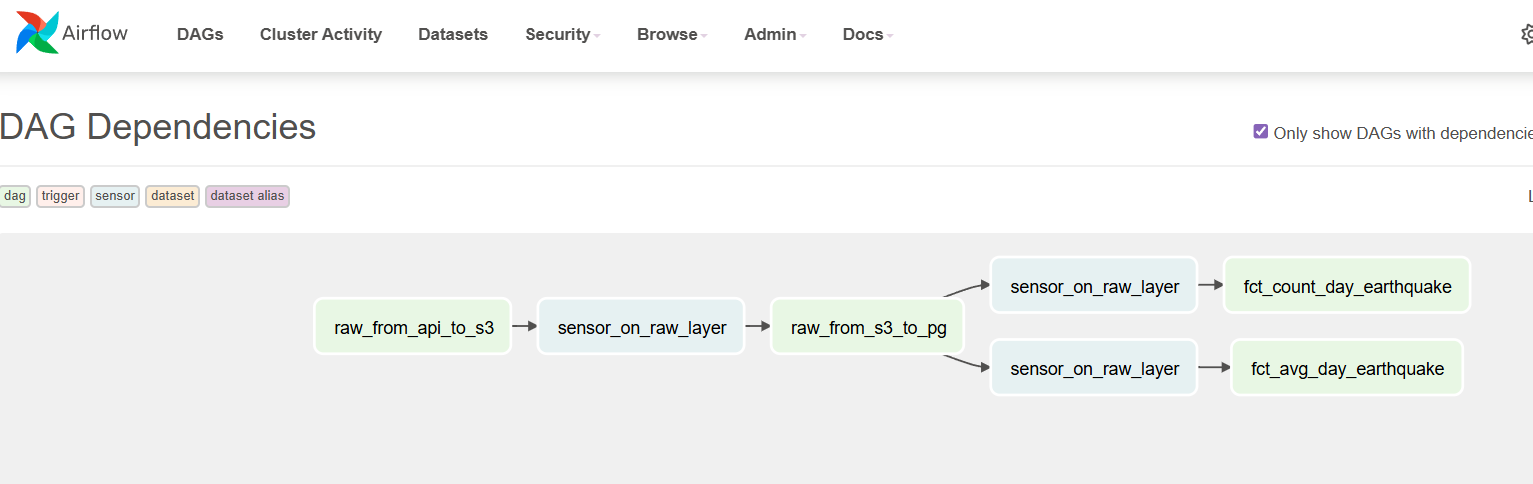 Airflow DAGs Cluster Activity Datasets Security Browse Admin Docs
DAG Dependencies
Only show DAGs with dependencie
dag trigger sensor dataset dataset alias
sensor_on_raw_layer fct_count_day_earthquake
raw_from_api_to_s3 sensor_on_raw_layer raw_from_s3_to_pg
sensor_on_raw_layer fct_avg_day_earthquake